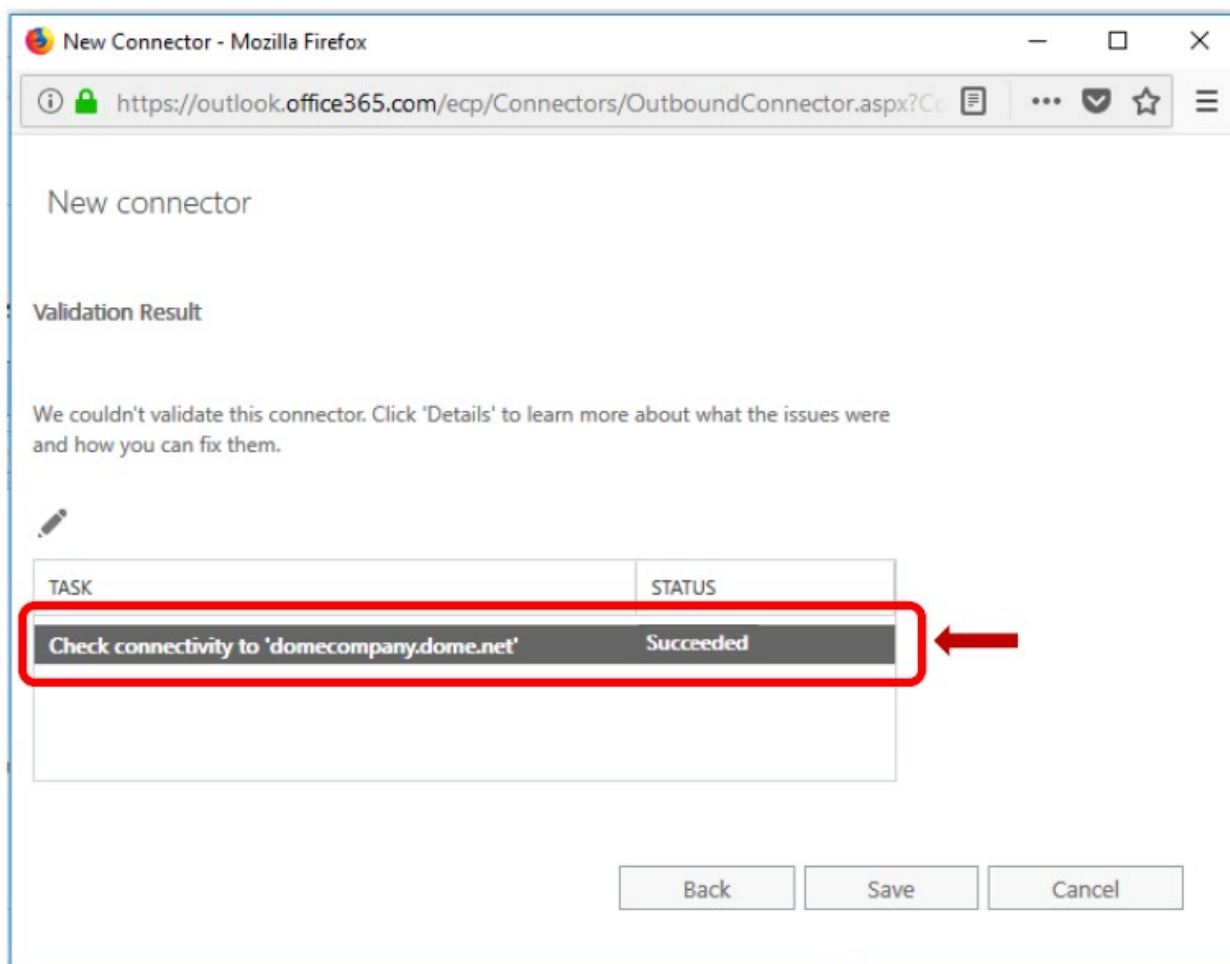 New Connector - Mozilla Firefox
https://outlook.office365.com/ecp/Connectors/OutboundConnector.aspx?C
New connector
Validation Result
We couldn't validate this connector. Click 'Details' to learn more about what the issues were
and how you can fix them.
TASK STATUS
Check connectivity to 'domecompany.dome.net' Succeeded
Back Save Cancel